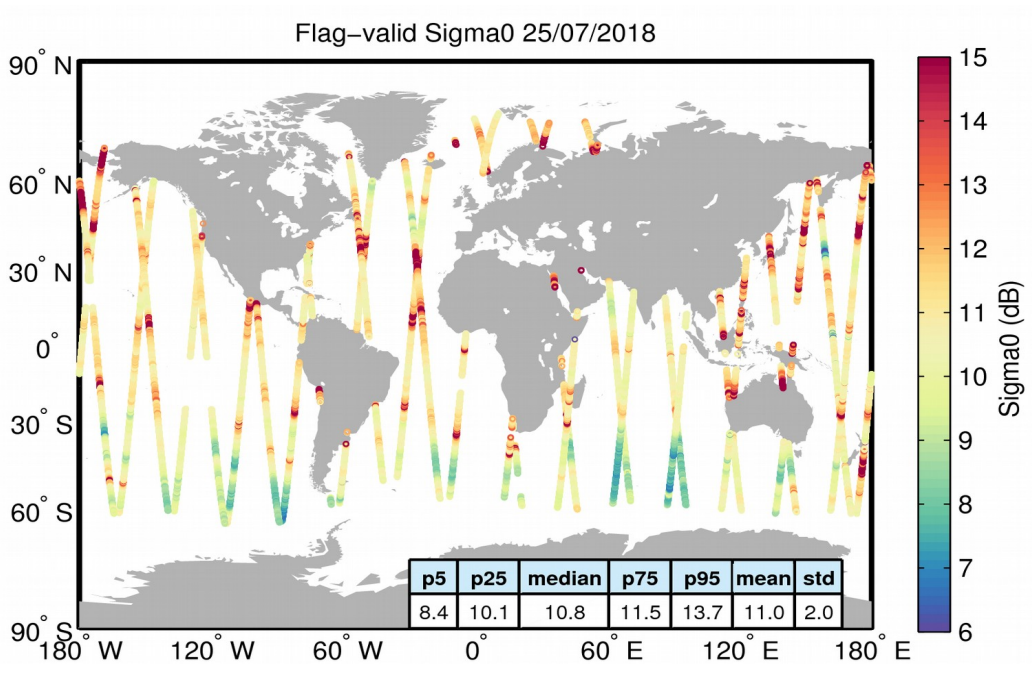 Flag−valid Sigma0 25/07/2018
90° N
60° N
30° N
0°
30° S
60° S
90° S
180° W
120° W
60° W
0°
60° E
120° E
180° E
p5 p25 median p75 p95 mean std
8.4 10.1 10.8 11.5 13.7 11.0 2.0
15
14
13
12
11
10
9
8
7
6
Sigma0 (dB)